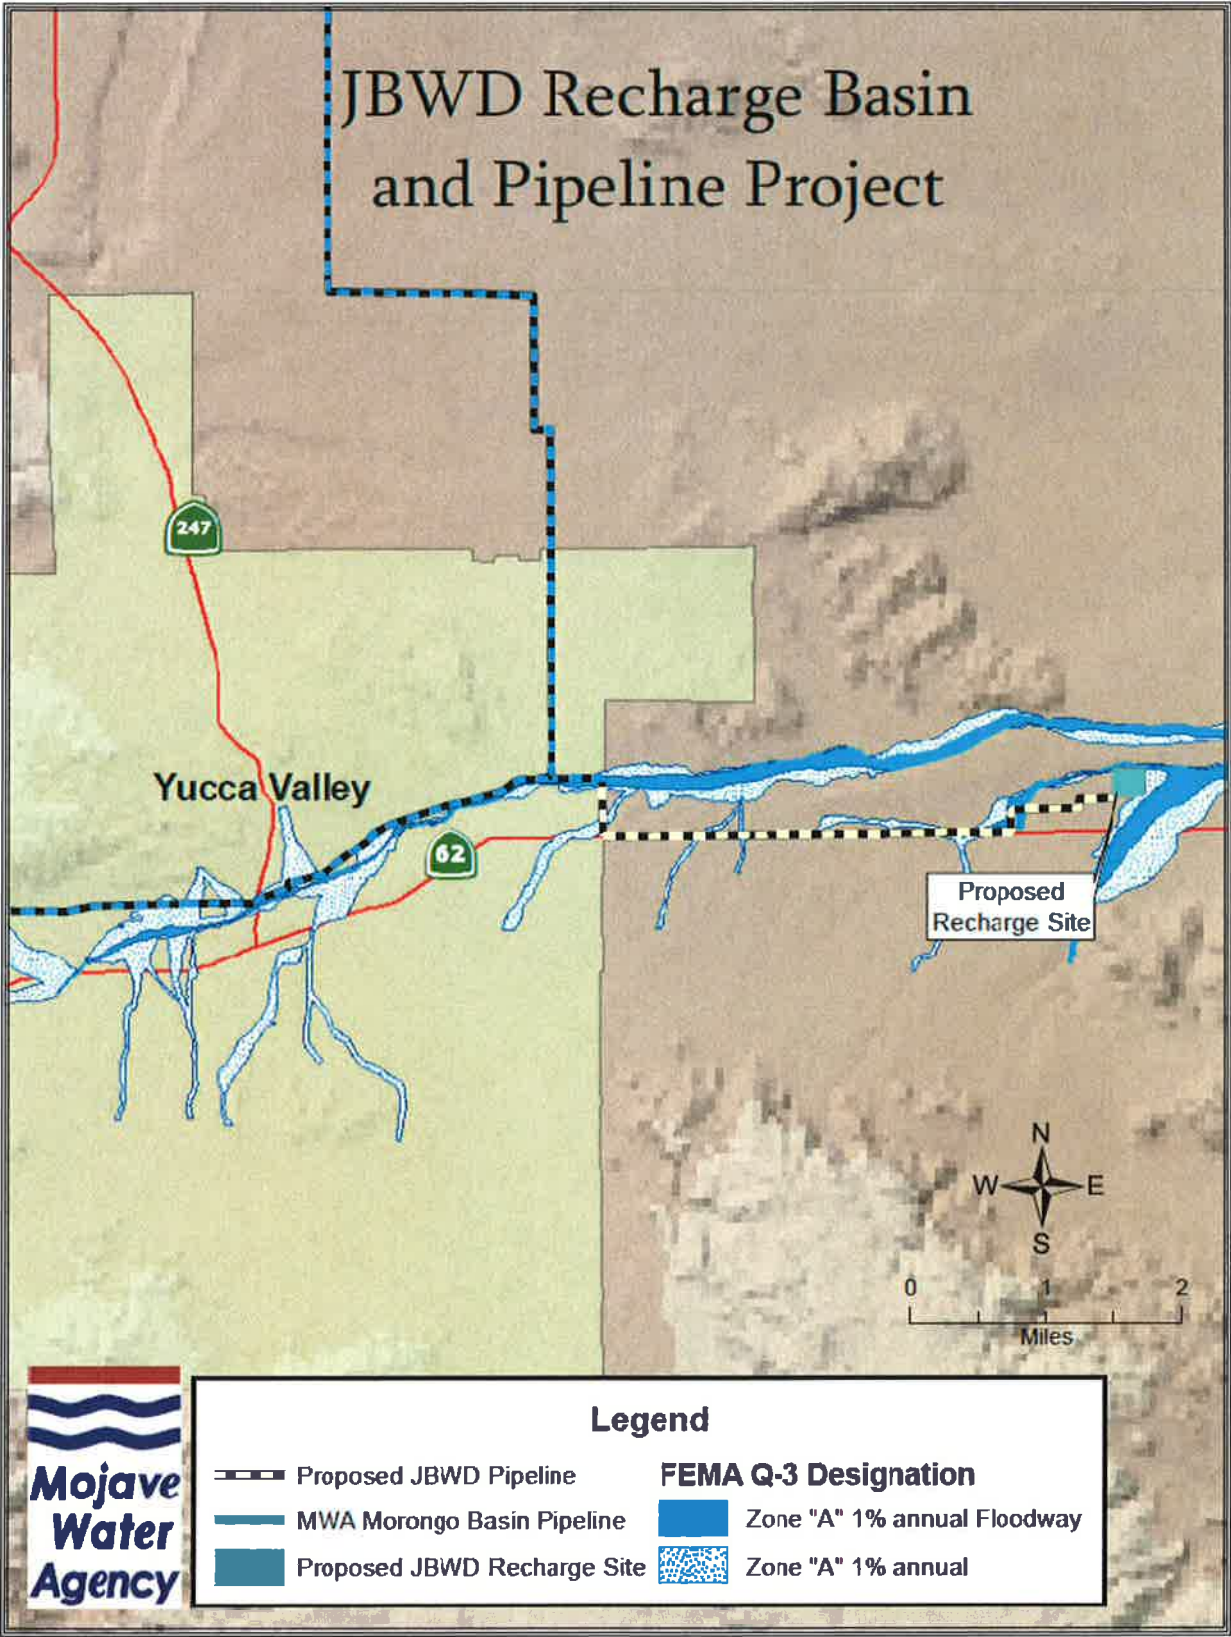 JBWD Recharge Basin
and Pipeline Project
247
Yucca Valley
62
Proposed
Recharge Site
N
W
E
S
0
1
2
Miles
Legend
Proposed JBWD Pipeline
MWA Morongo Basin Pipeline
Proposed JBWD Recharge Site
FEMA Q-3 Designation
Zone "A" 1% annual Floodway
Zone "A" 1% annual
Mojave
Water
Agency